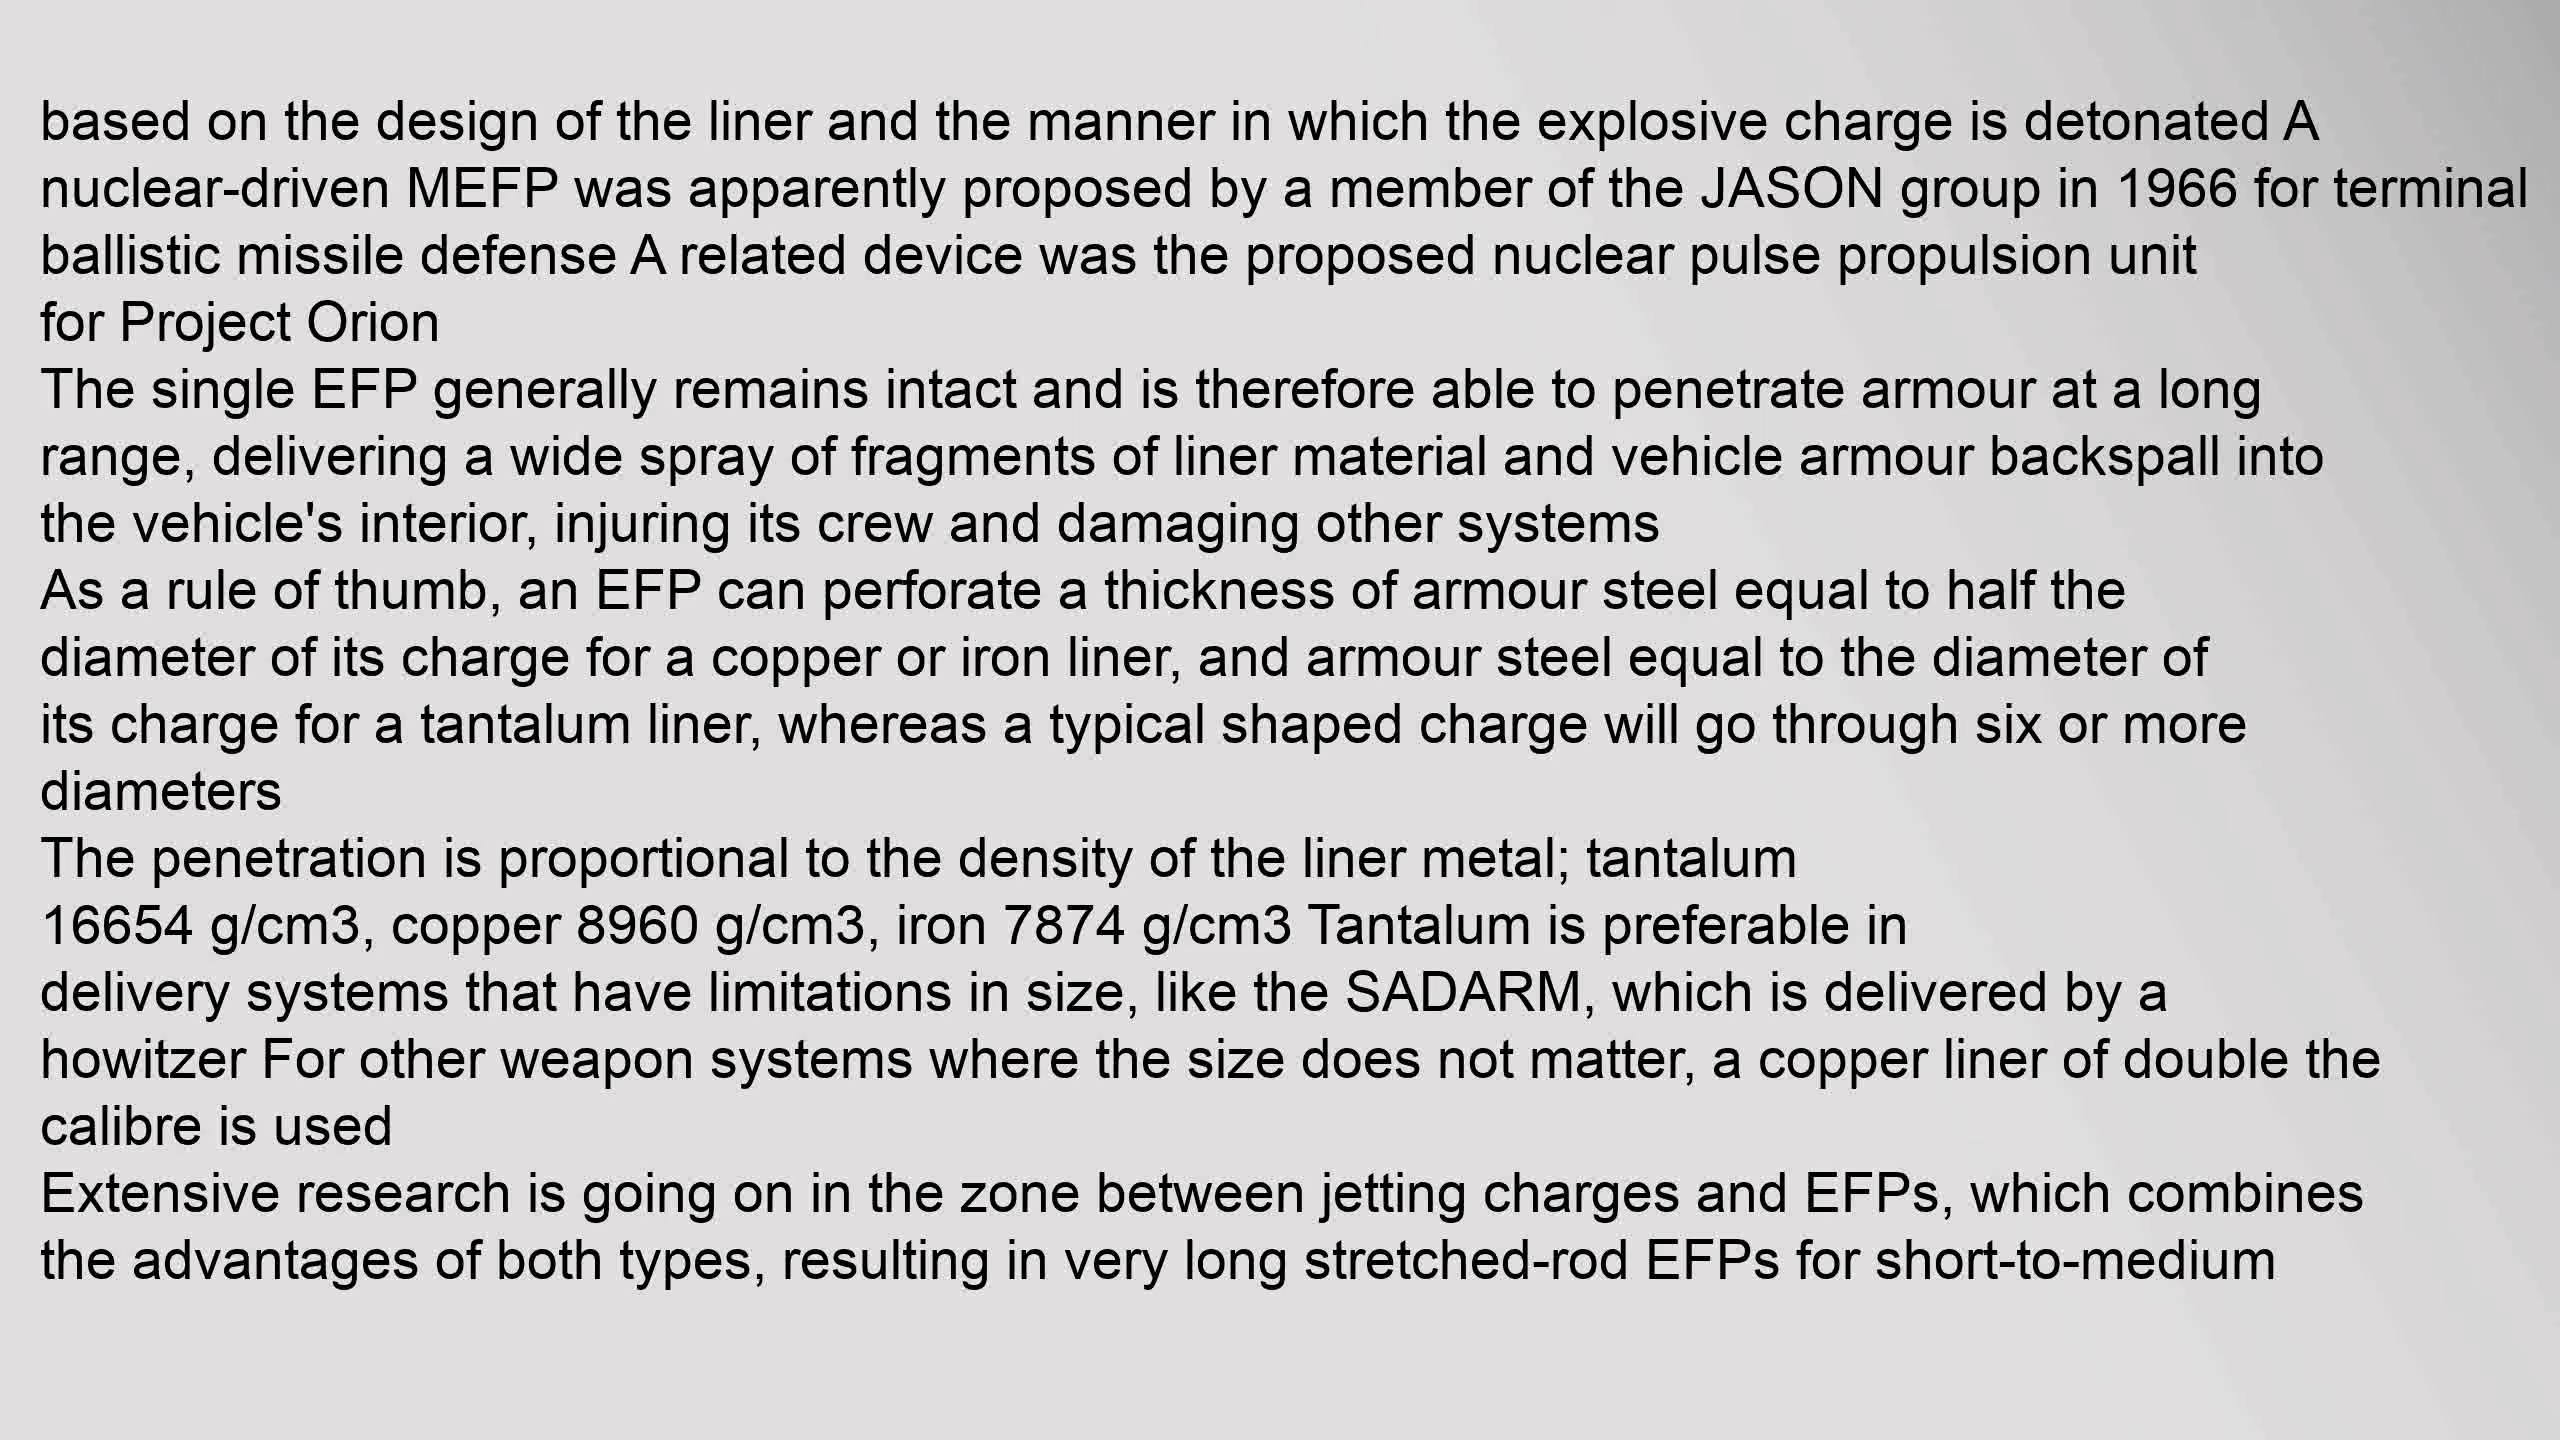 based on the design of the liner and the manner in which the explosive charge is detonated A
nuclear-driven MEFP was apparently proposed by a member of the JASON group in 1966 for terminal
ballistic missile defense A related device was the proposed nuclear pulse propulsion unit
for Project Orion
The single EFP generally remains intact and is therefore able to penetrate armour at a long
range, delivering a wide spray of fragments of liner material and vehicle armour backspall into
the vehicle's interior, injuring its crew and damaging other systems
As a rule of thumb, an EFP can perforate a thickness of armour steel equal to half the
diameter of its charge for a copper or iron liner, and armour steel equal to the diameter of
its charge for a tantalum liner, whereas a typical shaped charge will go through six or more
diameters
The penetration is proportional to the density of the liner metal; tantalum
16654 g/cm3, copper 8960 g/cm3, iron 7874 g/cm3 Tantalum is preferable in
delivery systems that have limitations in size, like the SADARM, which is delivered by a
howitzer For other weapon systems where the size does not matter, a copper liner of double the
calibre is used
Extensive research is going on in the zone between jetting charges and EFPs, which combines
the advantages of both types, resulting in very long stretched-rod EFPs for short-to-medium